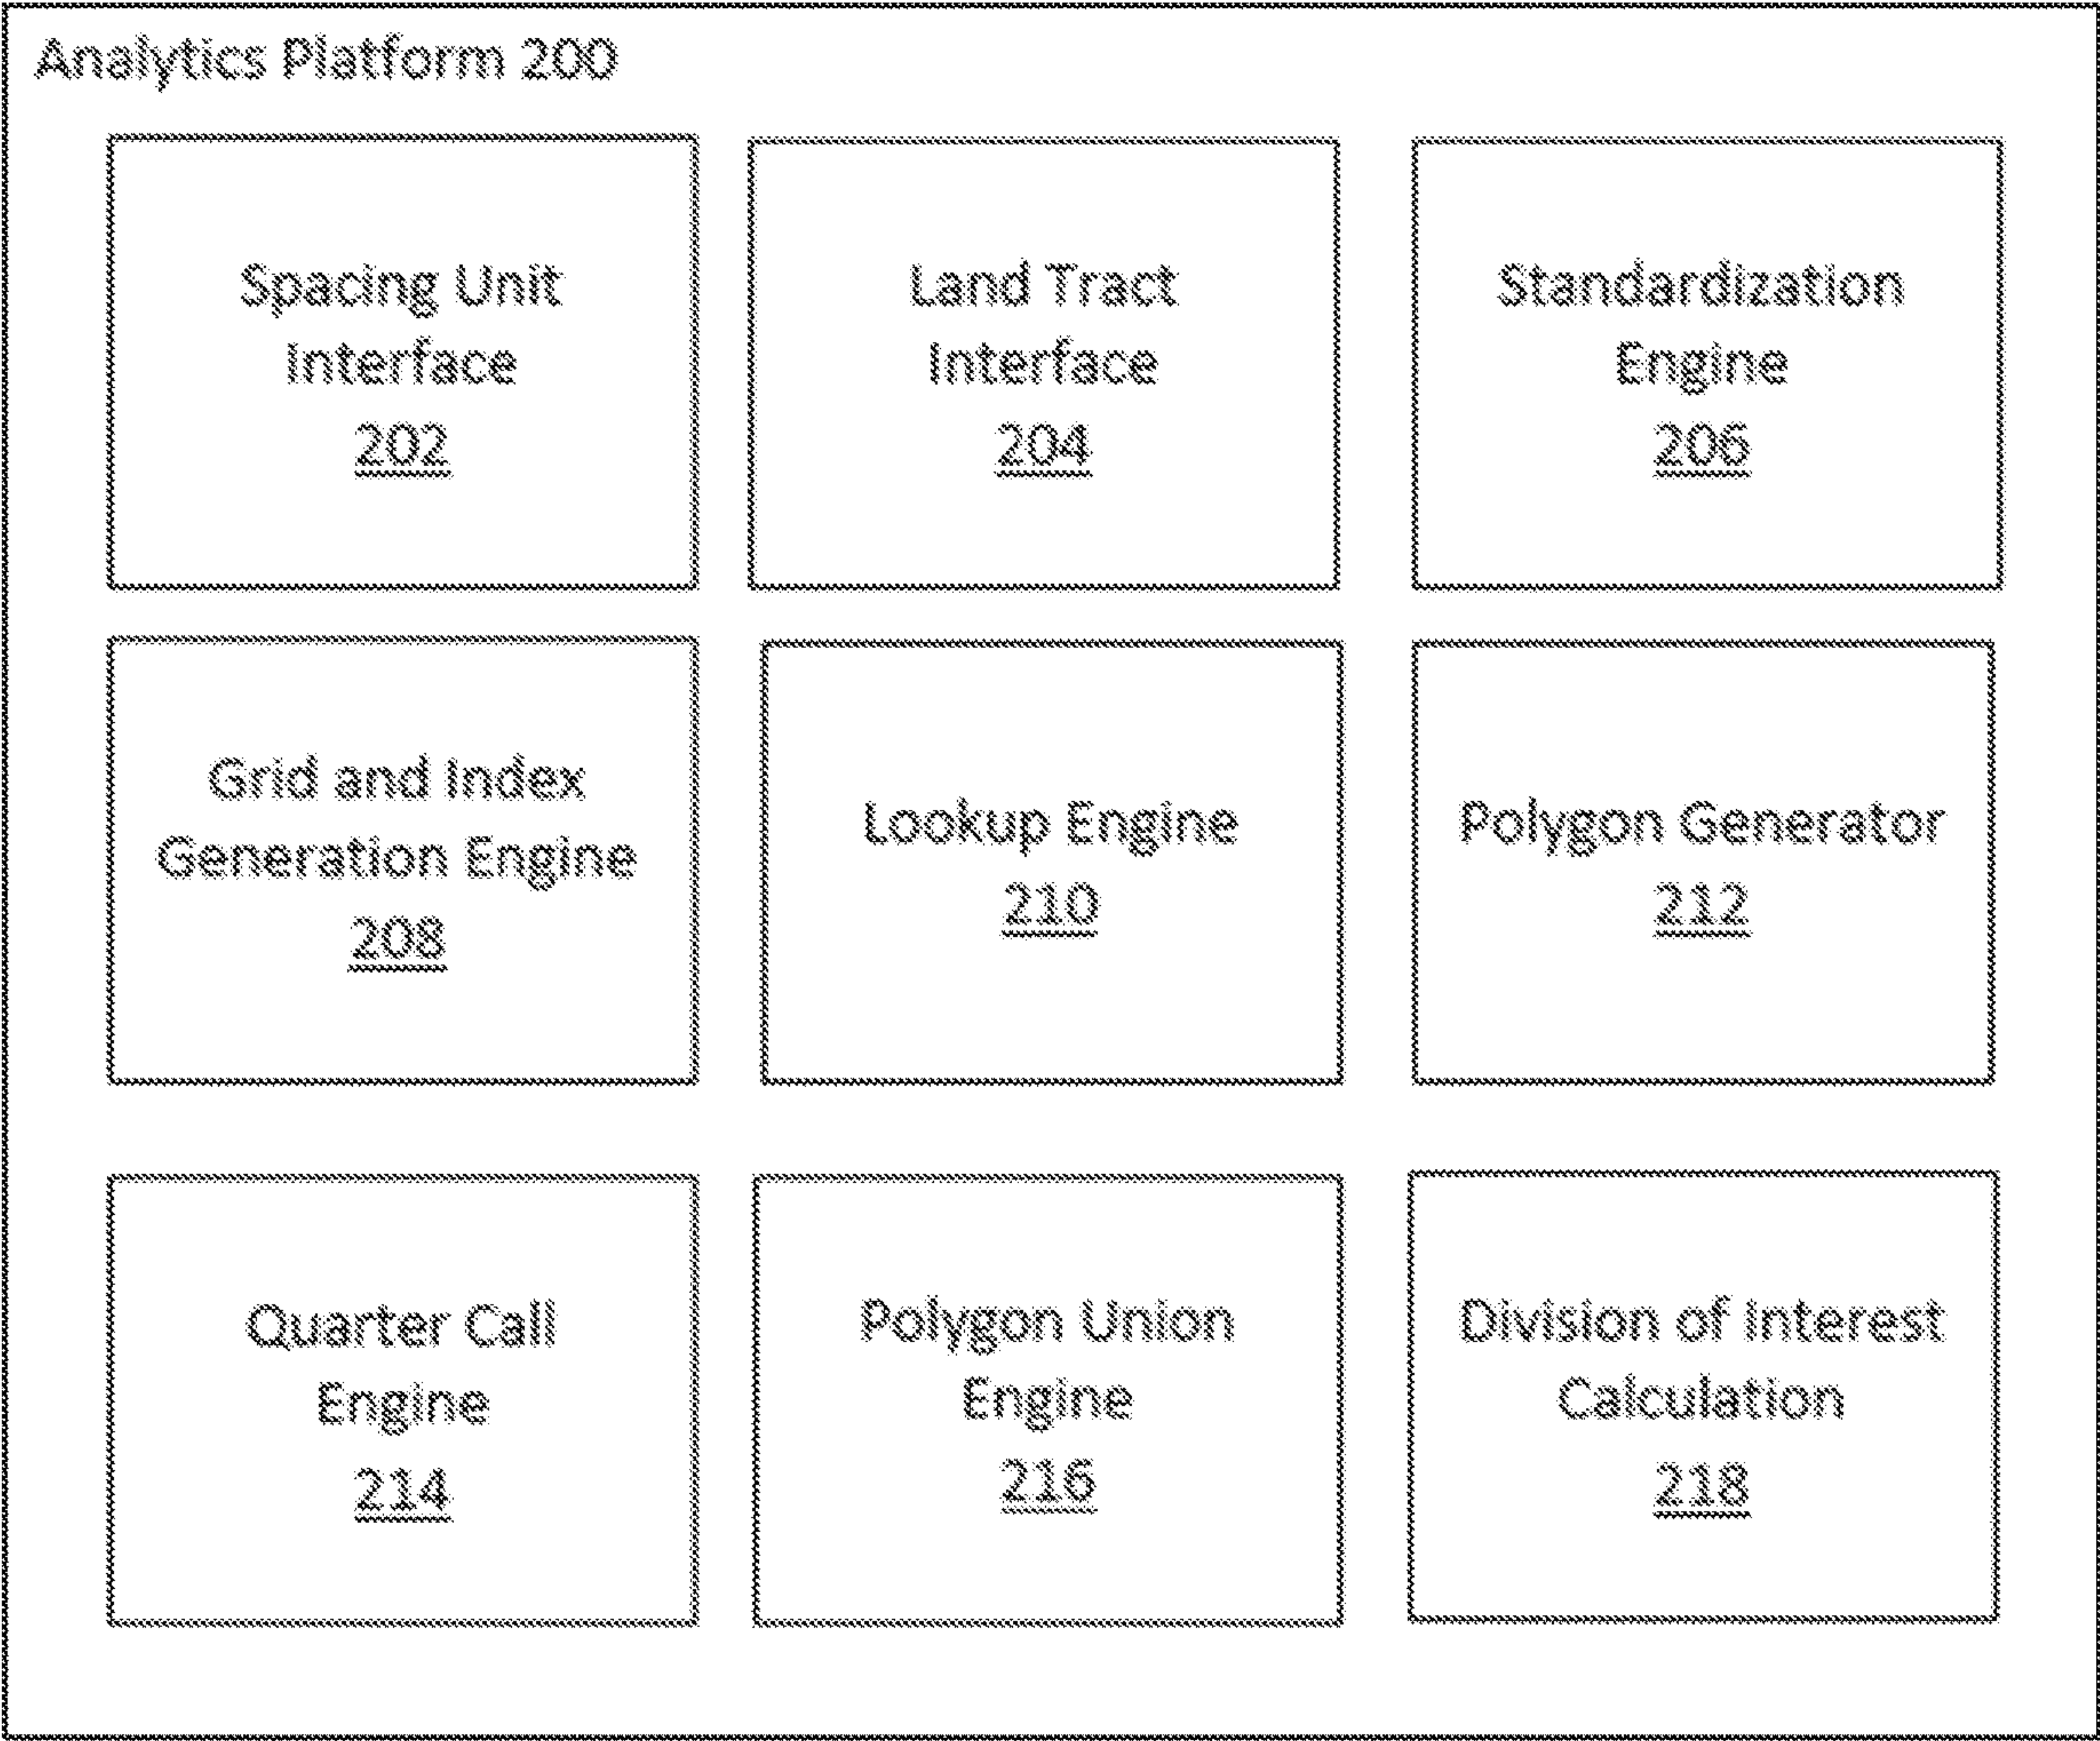 Analytics Platform 200
Spacing Unit
Interface
202
Land Tract
Interface
204
Standardization
Engine
206
Grid and Index
Generation Engine
208
Lookup Engine
210
Polygon Generator
212
Quarter Call
Engine
214
Polygon Union
Engine
216
Division of Interest
Calculation
218